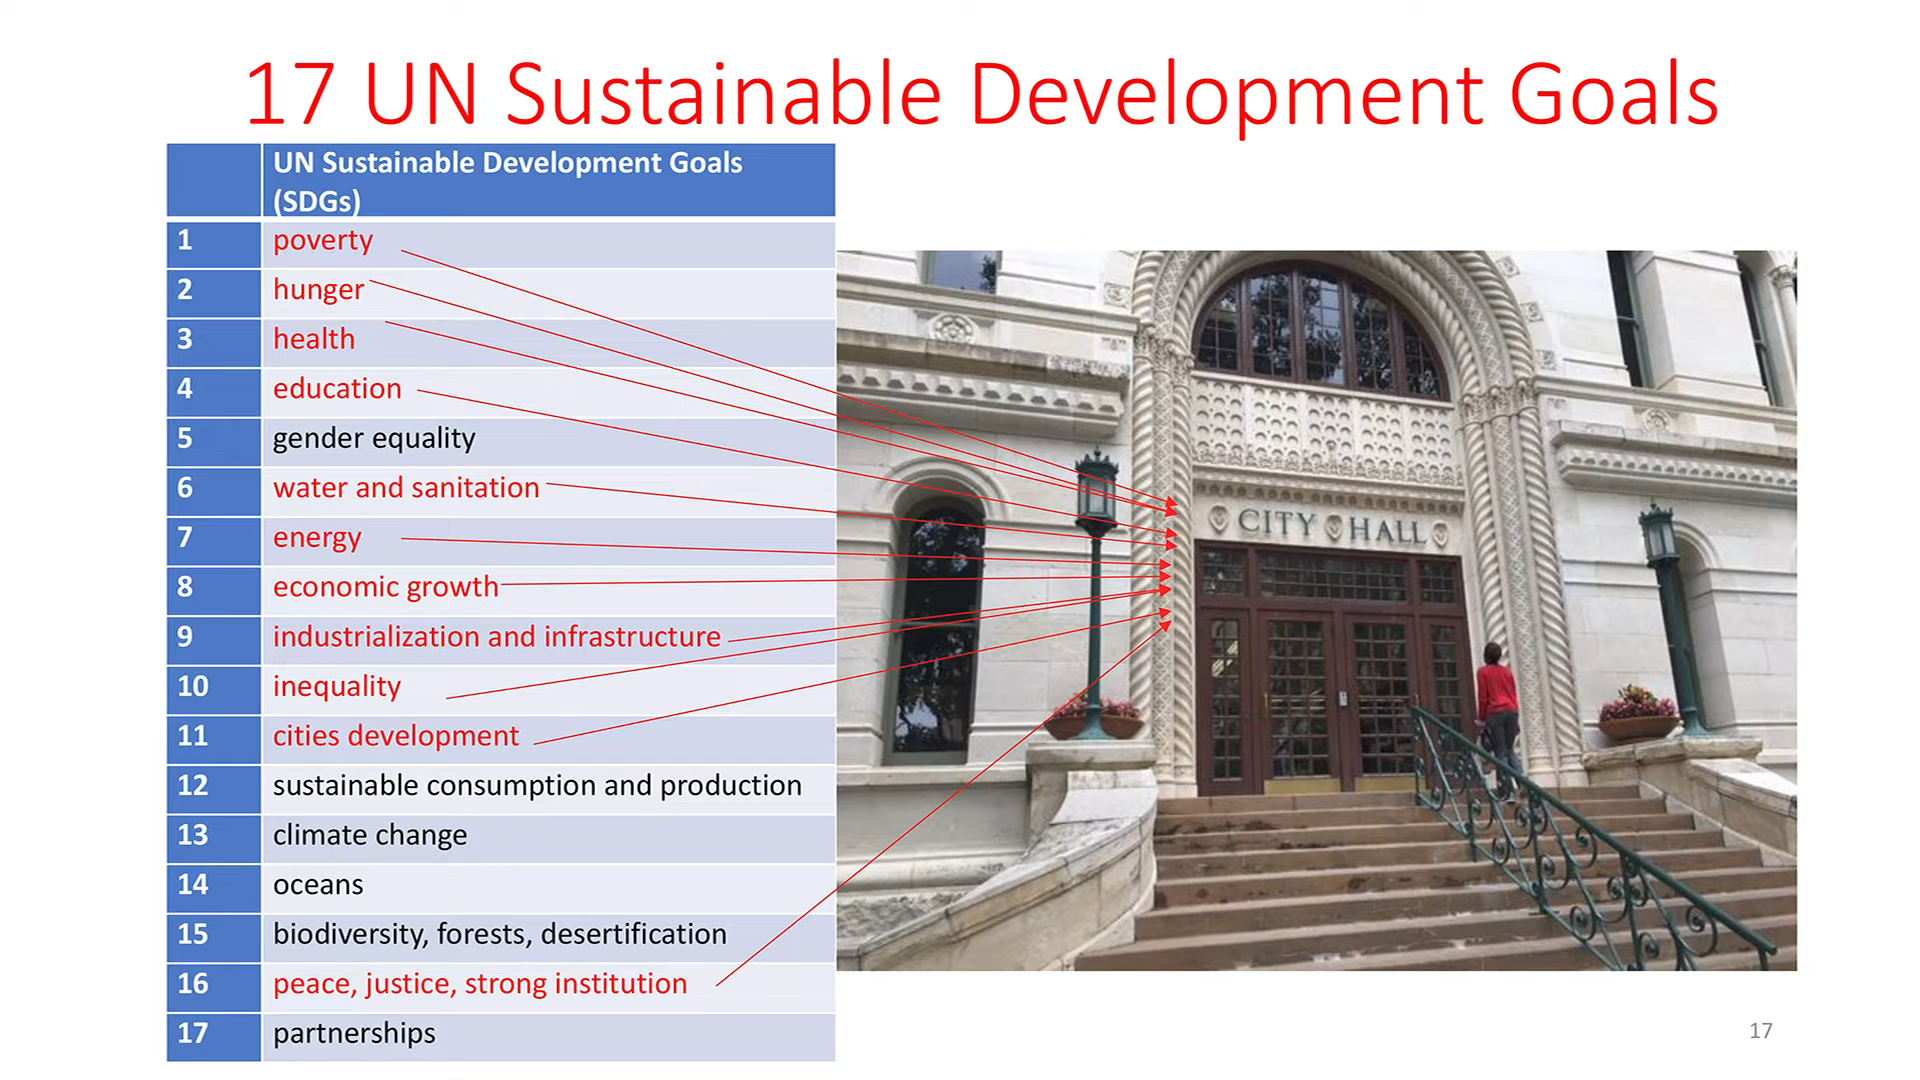 17 UN Sustainable Development Goals
UN Sustainable Development Goals
(SDGs)
1 poverty
2 hunger
3 health
4 education
5 gender equality
6 water and sanitation
7 energy
8 economic growth
9 industrialization and infrastructure
10 inequality
11 cities development
12 sustainable consumption and production
13 climate change
14 oceans
15 biodiversity, forests, desertification
16 peace, justice, strong institution
17 partnerships
CITY HALL
17